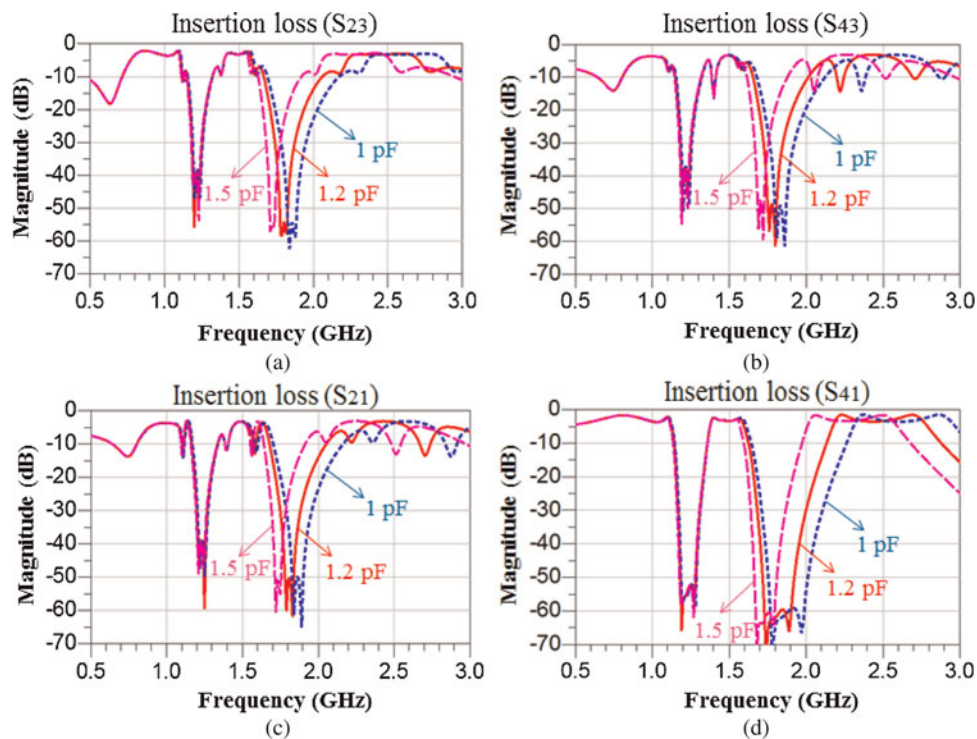 Insertion loss (S23)
Magnitude (dB)
0
-10
-20
-30
-40
-50
-60
-70
1.5 pF
1.2 pF
1 pF
0.5 1.0 1.5 2.0 2.5 3.0
Frequency (GHz)
(a)
Insertion loss (S43)
Magnitude (dB)
0
-10
-20
-30
-40
-50
-60
-70
1.5 pF
1.2 pF
1 pF
0.5 1.0 1.5 2.0 2.5 3.0
Frequency (GHz)
(b)
Insertion loss (S21)
Magnitude (dB)
0
-10
-20
-30
-40
-50
-60
-70
1.5 pF
1.2 pF
1 pF
0.5 1.0 1.5 2.0 2.5 3.0
Frequency (GHz)
(c)
Insertion loss (S41)
Magnitude (dB)
0
-10
-20
-30
-40
-50
-60
-70
1.5 pF
1.2 pF
1 pF
0.5 1.0 1.5 2.0 2.5 3.0
Frequency (GHz)
(d)